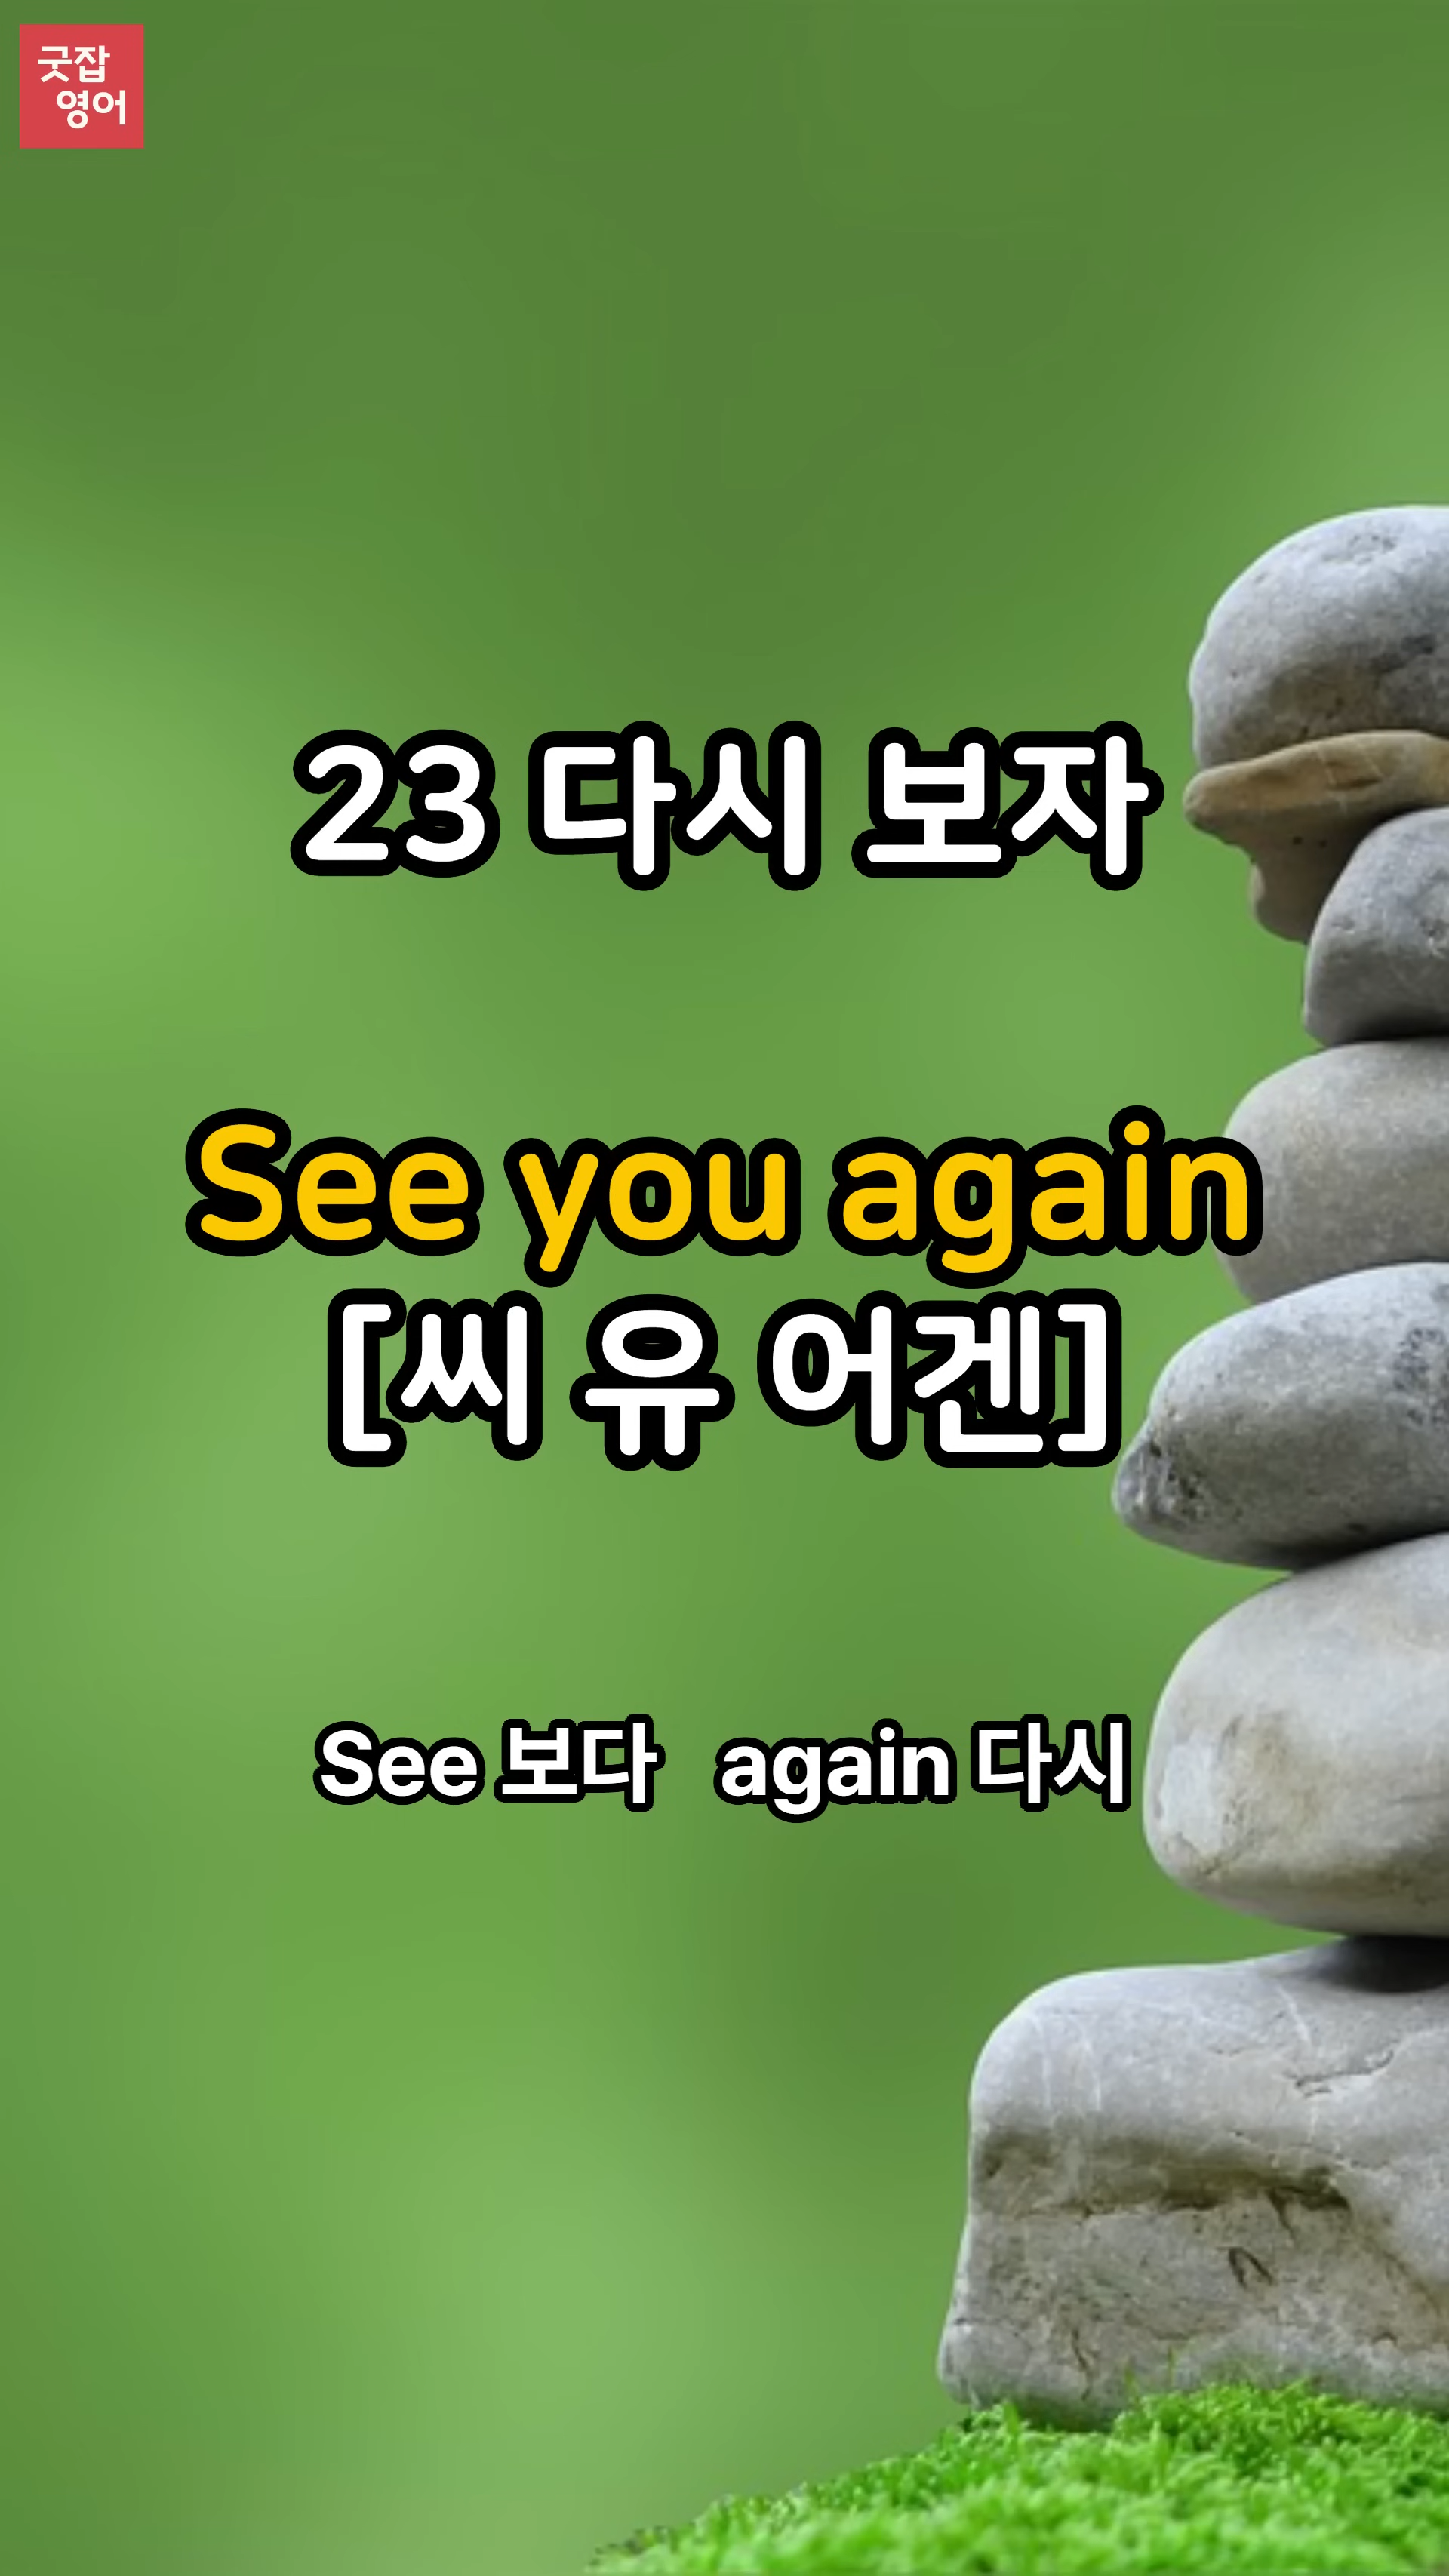 굿잡
영어
23 다시 보자
See you again
[씨 유 어겐]
See 보다 again 다시